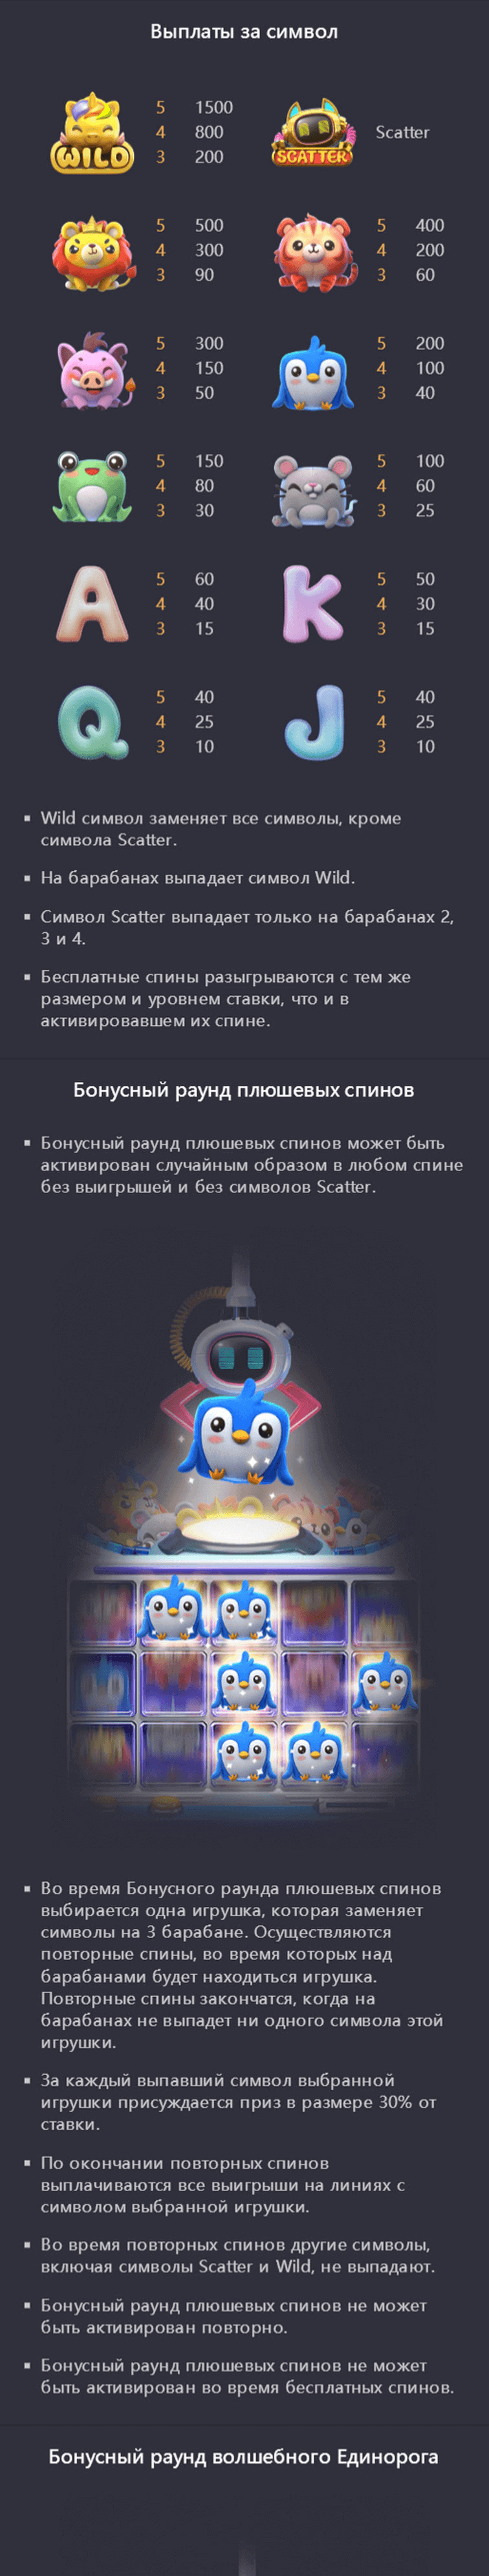 Выплаты за символ
5 1500
4 800
3 200
WILD
SCATTER
Scatter
5 500
4 300
3 90
5 400
4 200
3 60
5 300
4 150
3 50
5 200
4 100
3 40
5 150
4 80
3 30
5 100
4 60
3 25
A
5 60
4 40
3 15
K
5 50
4 30
3 15
Q
5 40
4 25
3 10
J
5 40
4 25
3 10
Wild символ заменяет все символы, кроме
символа Scatter.
На барабанах выпадает символ Wild.
Символ Scatter выпадает только на барабанах 2,
3 и 4.
Бесплатные спины разыгрываются с тем же
размером и уровнем ставки, что и в
активировавшем их спине.
Бонусный раунд плюшевых спинов
Бонусный раунд плюшевых спинов может быть
активирован случайным образом в любом спине
без выигрышей и без символов Scatter.
Во время Бонусного раунда плюшевых спинов
выбирается одна игрушка, которая заменяет
символы на 3 барабане. Осуществляются
повторные спины, во время которых над
барабанами будет находиться игрушка.
Повторные спины закончатся, когда на
барабанах не выпадет ни одного символа этой
игрушки.
За каждый выпавший символ выбранной
игрушки присуждается приз в размере 30% от
ставки.
По окончании повторных спинов
выплачиваются все выигрыши на линиях с
символом выбранной игрушки.
Во время повторных спинов другие символы,
включая символы Scatter и Wild, не выпадают.
Бонусный раунд плюшевых спинов не может
быть активирован повторно.
Бонусный раунд плюшевых спинов не может
быть активирован во время бесплатных спинов.
Бонусный раунд волшебного Единорога